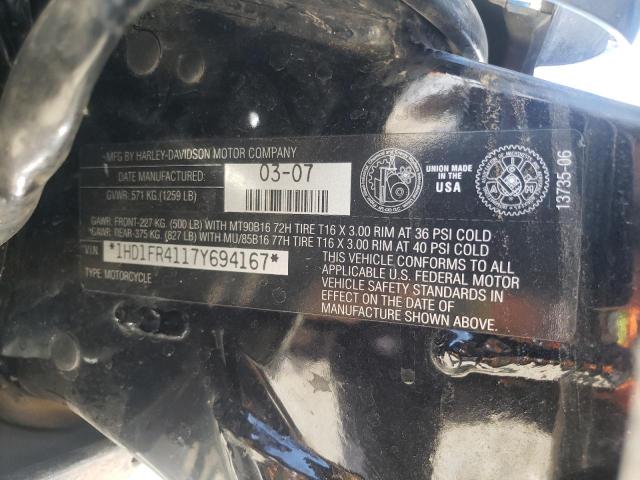 MFG BY HARLEY-DAVIDSON MOTOR COMPANY
DATE MANUFACTURED: 03-07
GVWR: 571 KG. (1259 LB)
UNION MADE
IN THE
USA
13735-06
GAWR: FRONT-227 KG. (500 LB) WITH MT90B16 72H TIRE T16 X 3.00 RIM AT 36 PSI COLD
GAWR: REAR-375 KG. (827 LB) WITH MU/85B16 77H TIRE T16 X 3.00 RIM AT 40 PSI COLD
VIN *1HD1FR4117Y694167*
TYPE MOTORCYCLE
THIS VEHICLE CONFORMS TO ALL
APPLICABLE U.S. FEDERAL MOTOR
VEHICLE SAFETY STANDARDS IN
EFFECT ON THE DATE OF
MANUFACTURE SHOWN ABOVE.